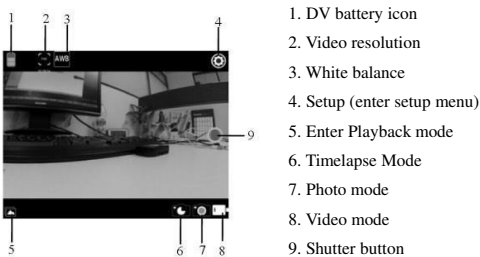 1 2 3 4
AWB
9
5 6 7 8
1. DV battery icon
2. Video resolution
3. White balance
4. Setup (enter setup menu)
5. Enter Playback mode
6. Timelapse Mode
7. Photo mode
8. Video mode
9. Shutter button